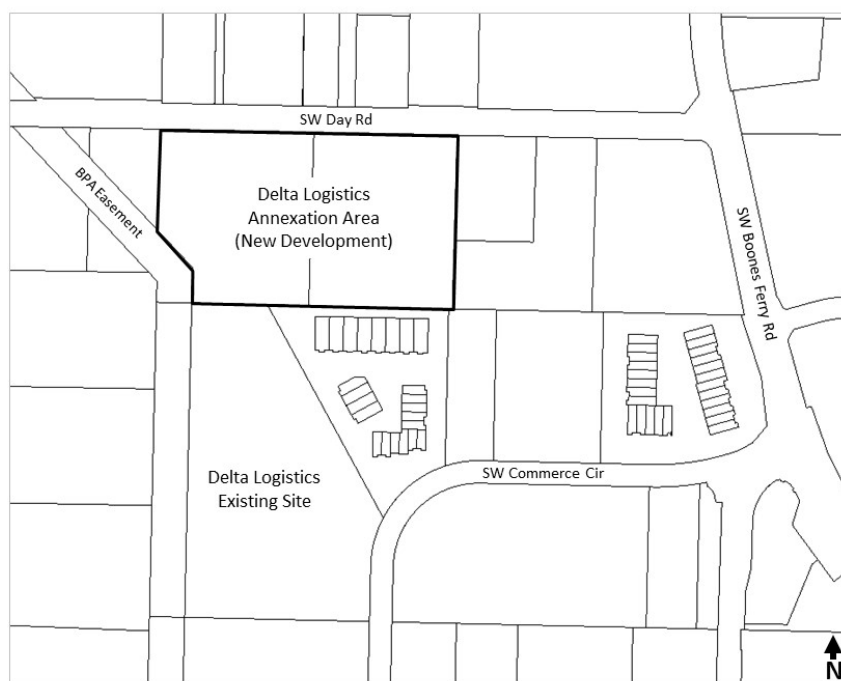 SW Day Rd
BPA Easement
Delta Logistics
Annexation Area
(New Development)
SW Boones Ferry Rd
Delta Logistics
Existing Site
SW Commerce Cir
N